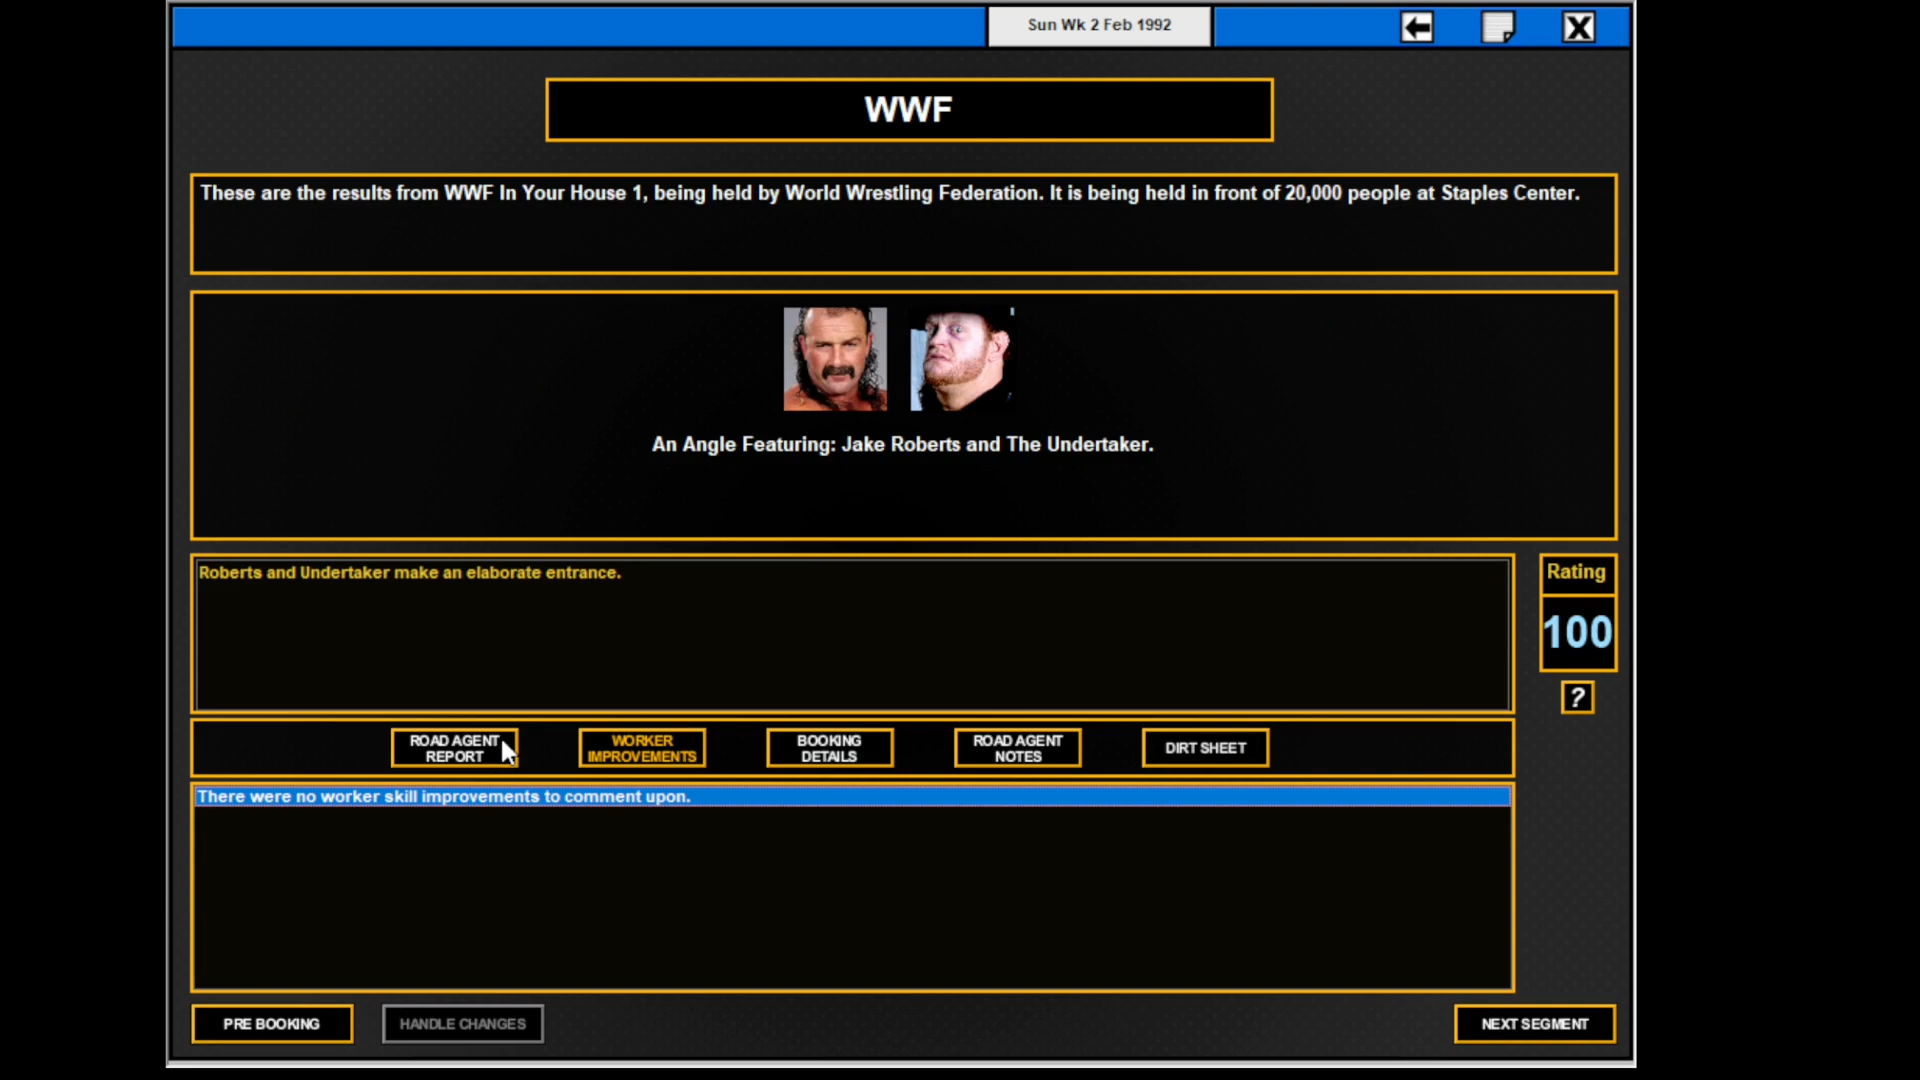 Sun Wk 2 Feb 1992
WWF
These are the results from WWF In Your House 1, being held by World Wrestling Federation. It is being held in front of 20,000 people at Staples Center.
An Angle Featuring: Jake Roberts and The Undertaker.
Roberts and Undertaker make an elaborate entrance.
Rating
100
?
ROAD AGENT
REPORT
WORKER
IMPROVEMENTS
BOOKING
DETAILS
ROAD AGENT
NOTES
DIRT SHEET
There were no worker skill improvements to comment upon.
PRE BOOKING
HANDLE CHANGES
NEXT SEGMENT